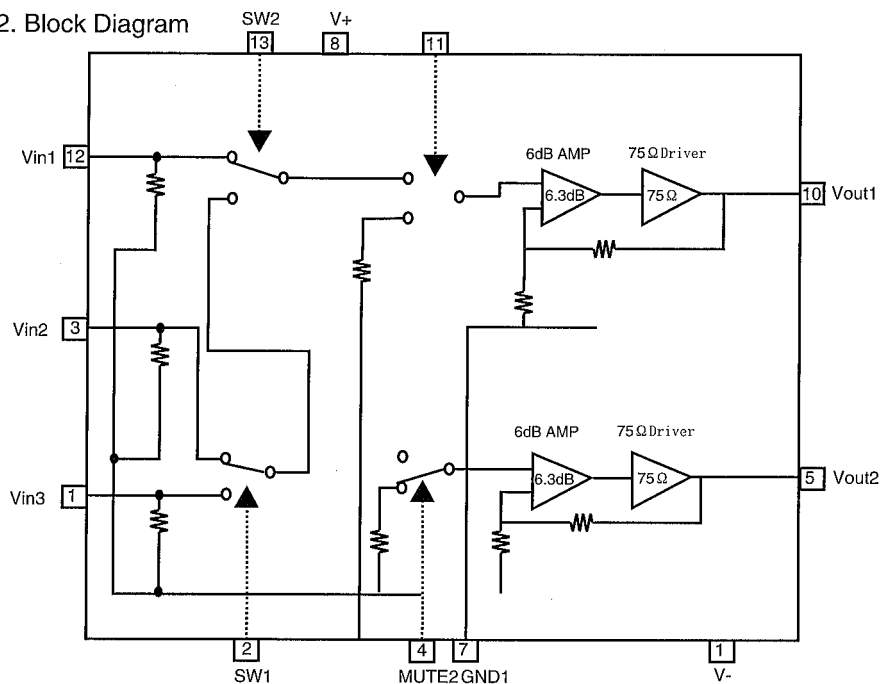 2. Block Diagram
SW2
V+
13
8
11
Vin1
12
6dB AMP
75Ω Driver
6.3dB
75Ω
10
Vout1
Vin2
3
6dB AMP
75Ω Driver
6.3dB
75Ω
5
Vout2
Vin3
1
2
4
7
1
SW1
MUTE2
GND1
V-